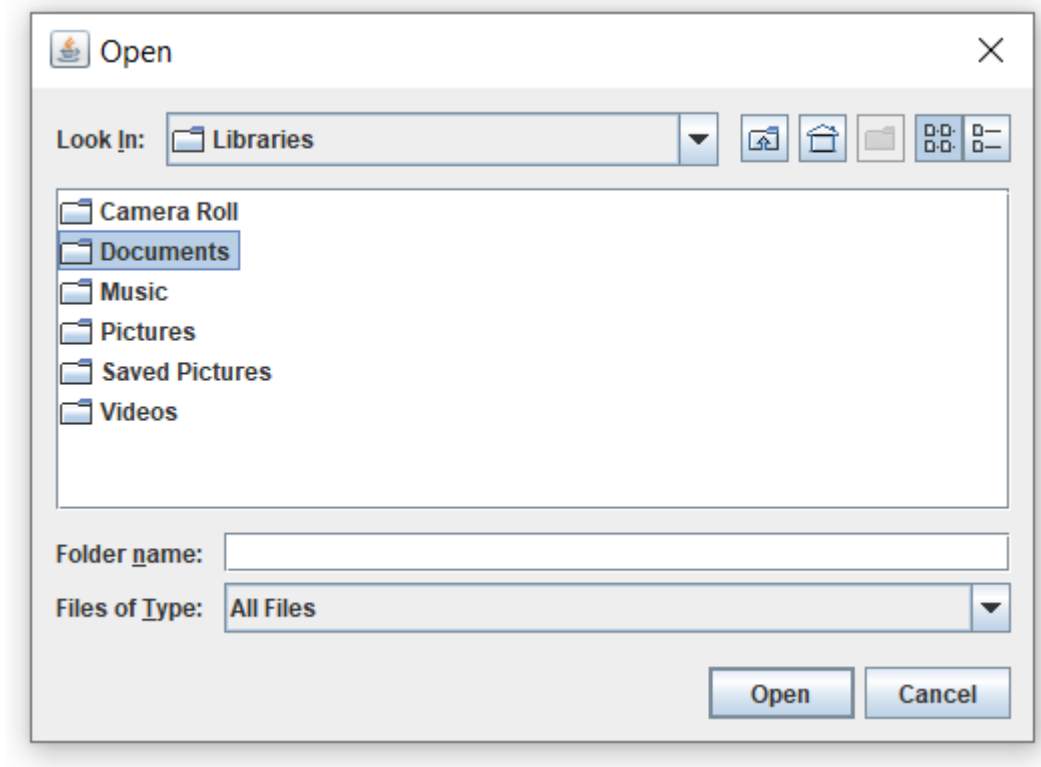 Open
Look In: Libraries
Camera Roll
Documents
Music
Pictures
Saved Pictures
Videos
Folder name:
Files of Type: All Files
Open Cancel